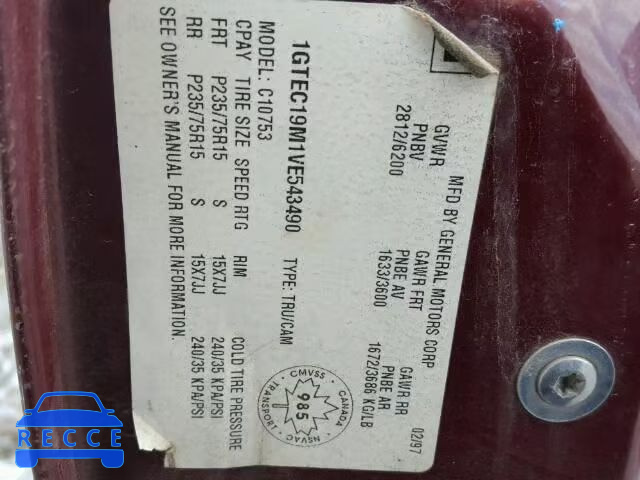 MFD BY GENERAL MOTORS CORP 02/97
GVWR GAWR FRT GAWR RR
PNBV PNBE AV PNBE AR
2812/6200 1633/3600 1672/3686 KG/LB
CMVSS
CANADA
985
TRANSPORT
NSVAC
1GTEC19M1VE543490 TYPE: TRU/CAM
MODEL: C10753
CPAY TIRE SIZE SPEED RTG RIM COLD TIRE PRESSURE
FRT P235/75R15 S 15X7JJ 240/35 KPA/PSI
RR P235/75R15 S 15X7JJ 240/35 KPA/PSI
SEE OWNER'S MANUAL FOR MORE INFORMATION.
RECCE